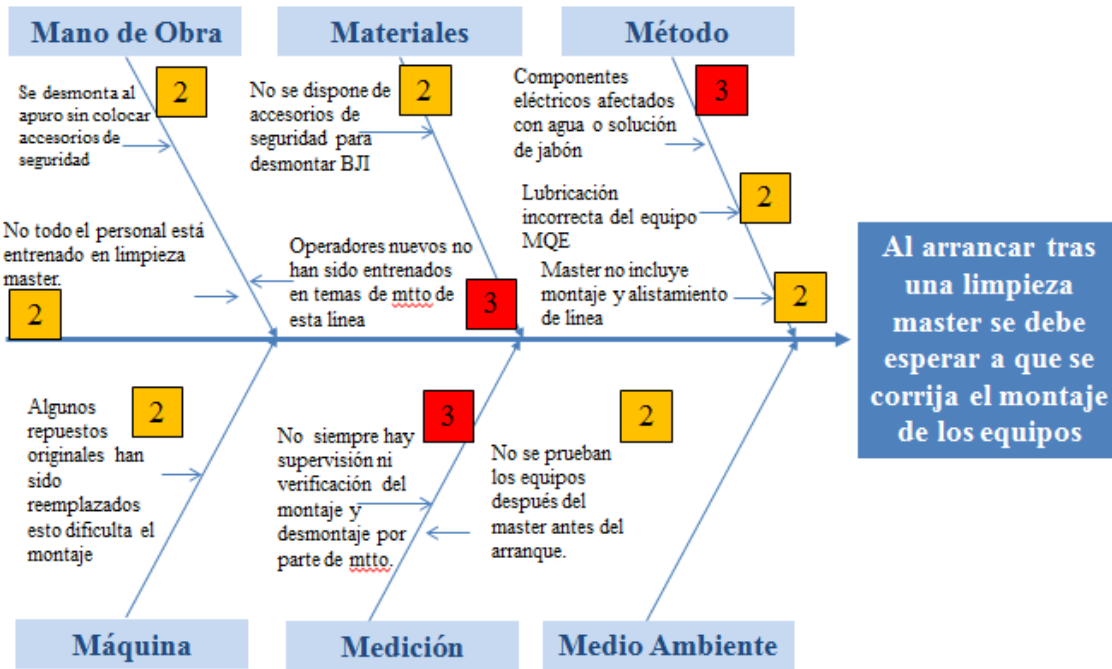 Mano de Obra
Materiales
Método
Se desmonta al
apuro sin colocar
accesorios de
seguridad
2
No se dispone de
accesorios de
seguridad para
desmontar BJI
2
Componentes
eléctricos afectados
con agua o solución
de jabón
3
Lubricación
incorrecta del equipo
MQE
2
No todo el personal está
entrenado en limpieza
master.
2
Operadores nuevos no
han sido entrenados
en temas de mtto de
esta linea
3
Master no incluye
montaje y alistamiento
de línea
2
Al arrancar tras
una limpieza
master se debe
esperar a que se
corrija el montaje
de los equipos
Algunos
repuestos
originales han
sido
reemplazados
esto dificulta el
montaje
2
No siempre hay
supervisión ni
verificación del
montaje y
desmontaje por
parte de mtto.
3
No se prueban
los equipos
después del
master antes del
arranque.
2
Máquina
Medición
Medio Ambiente